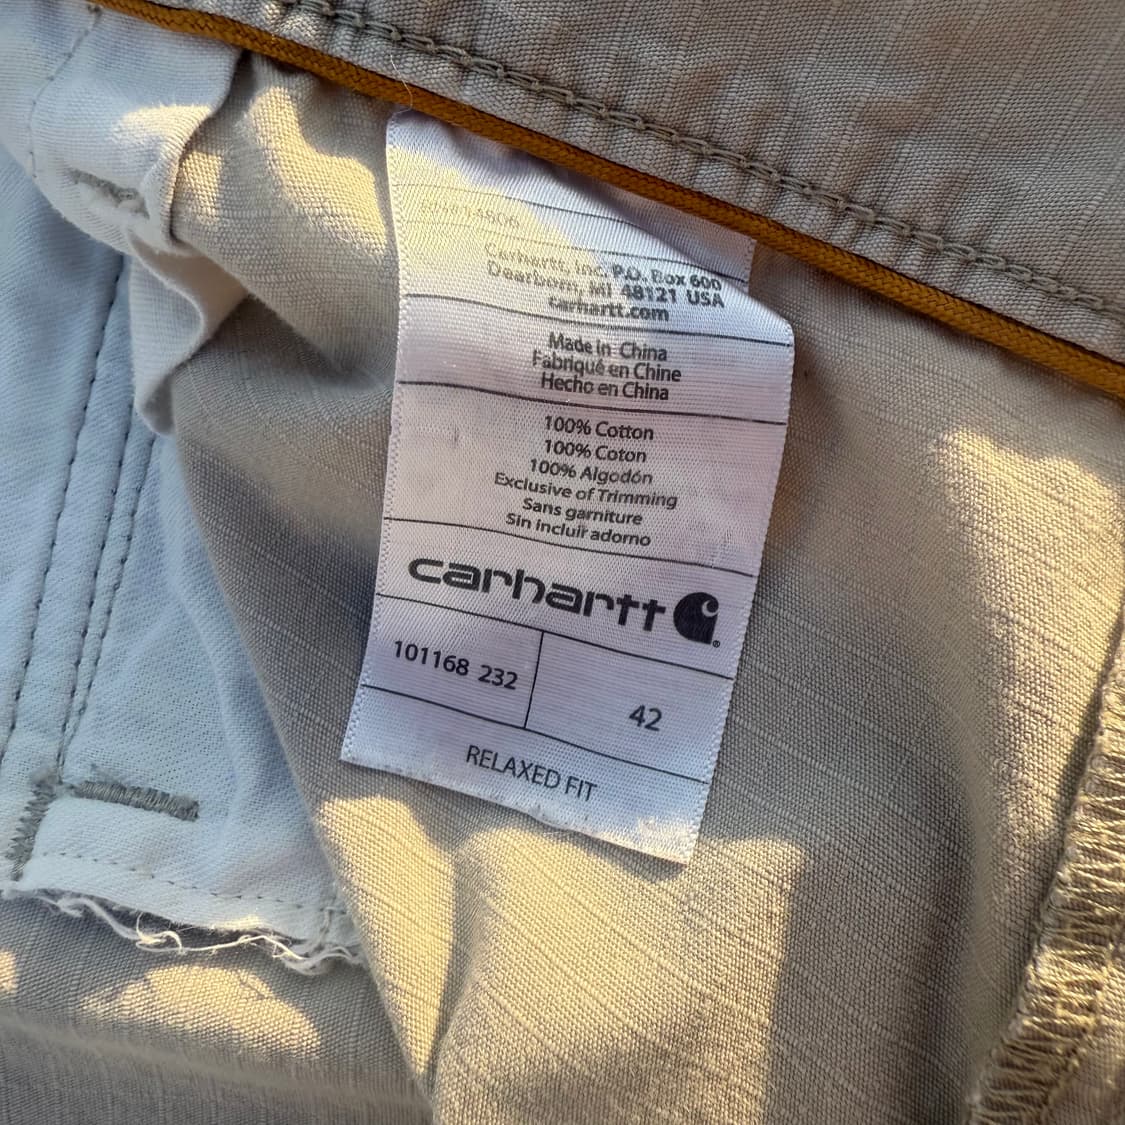 Carhartt, Inc. P.O. Box 600
Dearborn, MI 48121 USA
carhartt.com
Made in China
Fabriqué en Chine
Hecho en China
100% Cotton
100% Coton
100% Algodón
Exclusive of Trimming
Sans garniture
Sin incluir adorno
carhartt
101168 232
42
RELAXED FIT